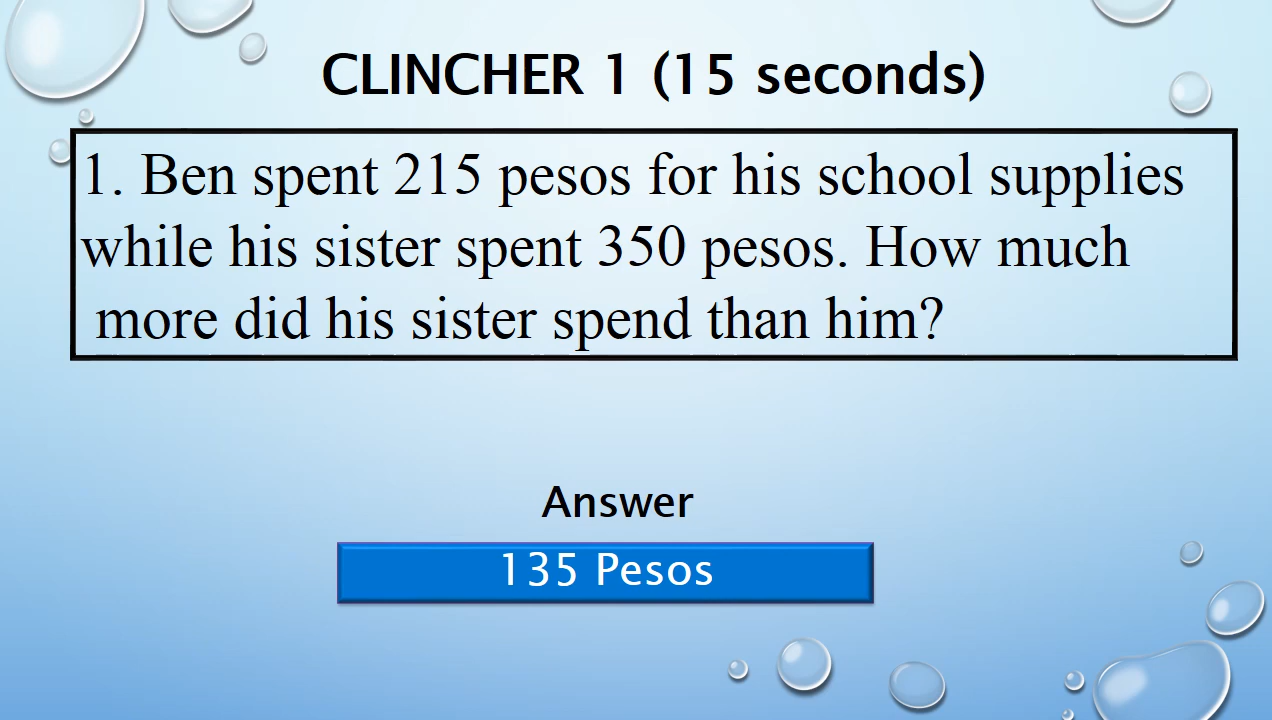 CLINCHER 1 (15 seconds)
1. Ben spent 215 pesos for his school supplies
while his sister spent 350 pesos. How much
more did his sister spend than him?
Answer
135 Pesos